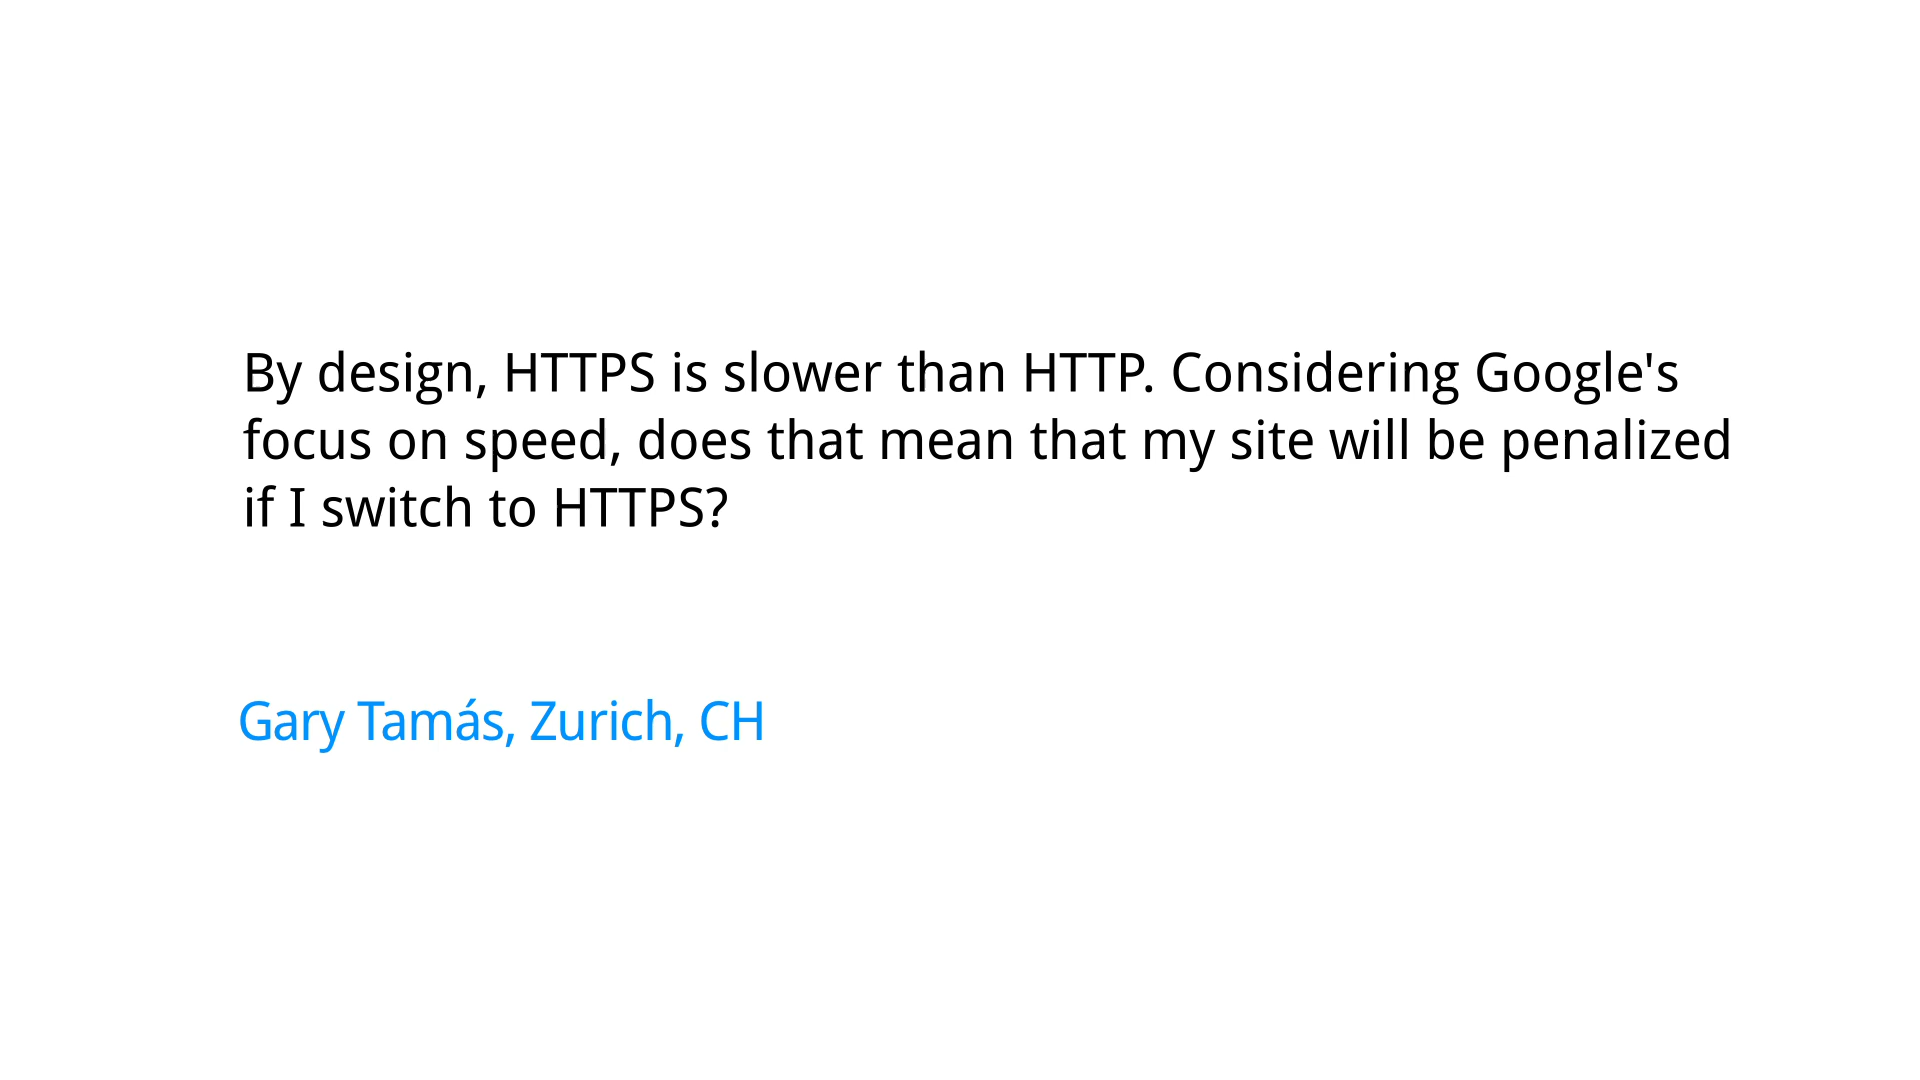 By design, HTTPS is slower than HTTP. Considering Google's
focus on speed, does that mean that my site will be penalized
if I switch to HTTPS?
Gary Tamás, Zurich, CH